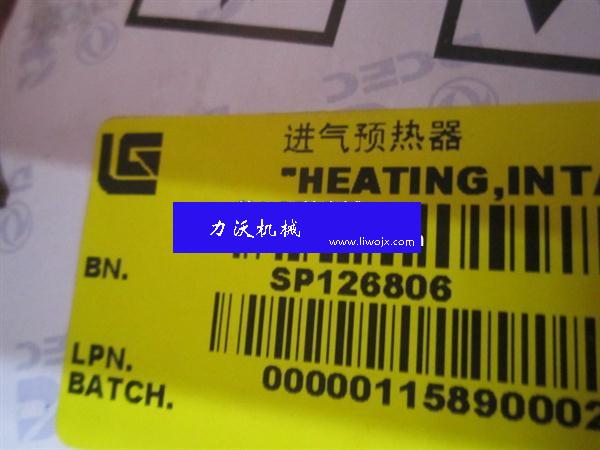 进气预热器
"HEATING,INTA
力沃机械
www.liwojx.com
BN.
SP126806
LPN.
BATCH.
00000115890002
DCEC